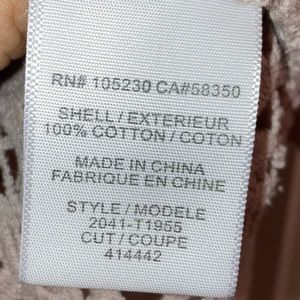 RN# 105230 CA#58350
SHELL / EXTERIEUR
100% COTTON / COTON
MADE IN CHINA
FABRIQUE EN CHINE
STYLE / MODELE
2041-T1955
CUT / COUPE
414442